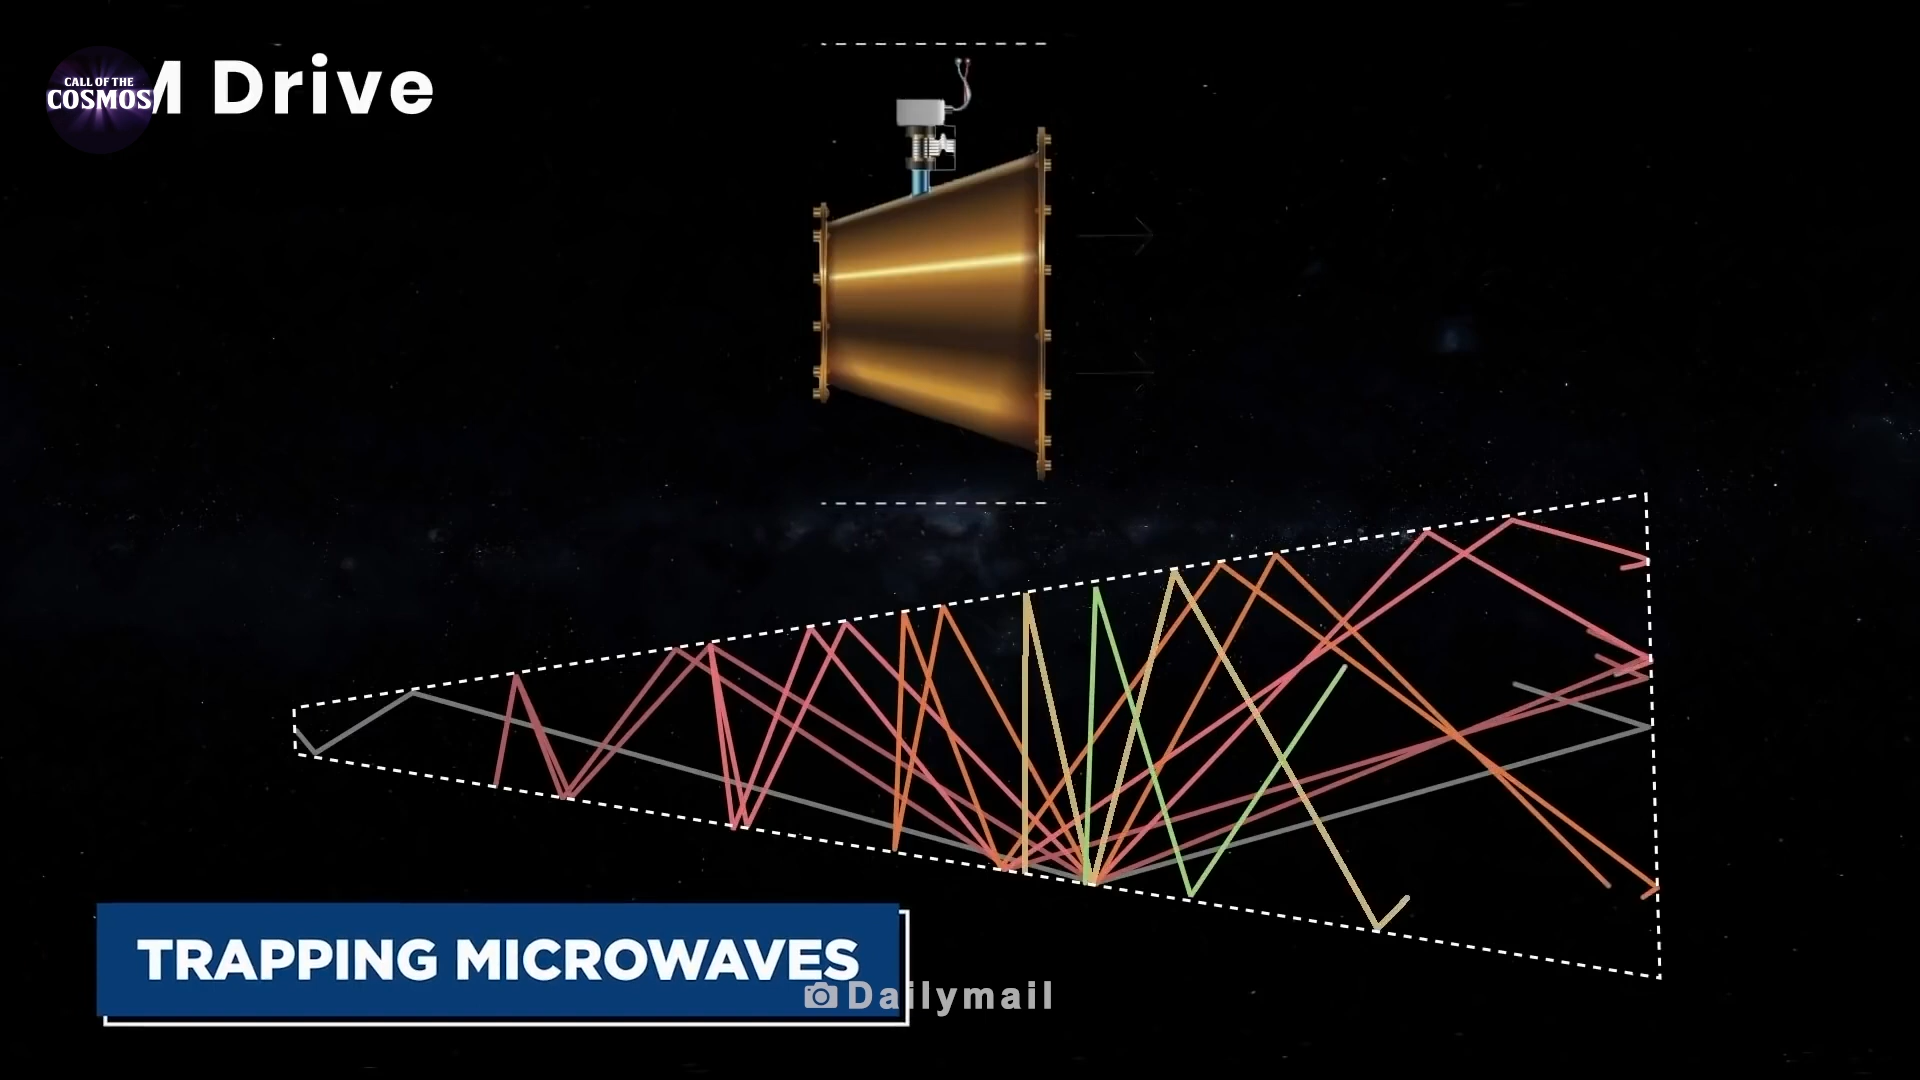 CALL OF THE
COSMOS
M Drive
TRAPPING MICROWAVES
Dailymail